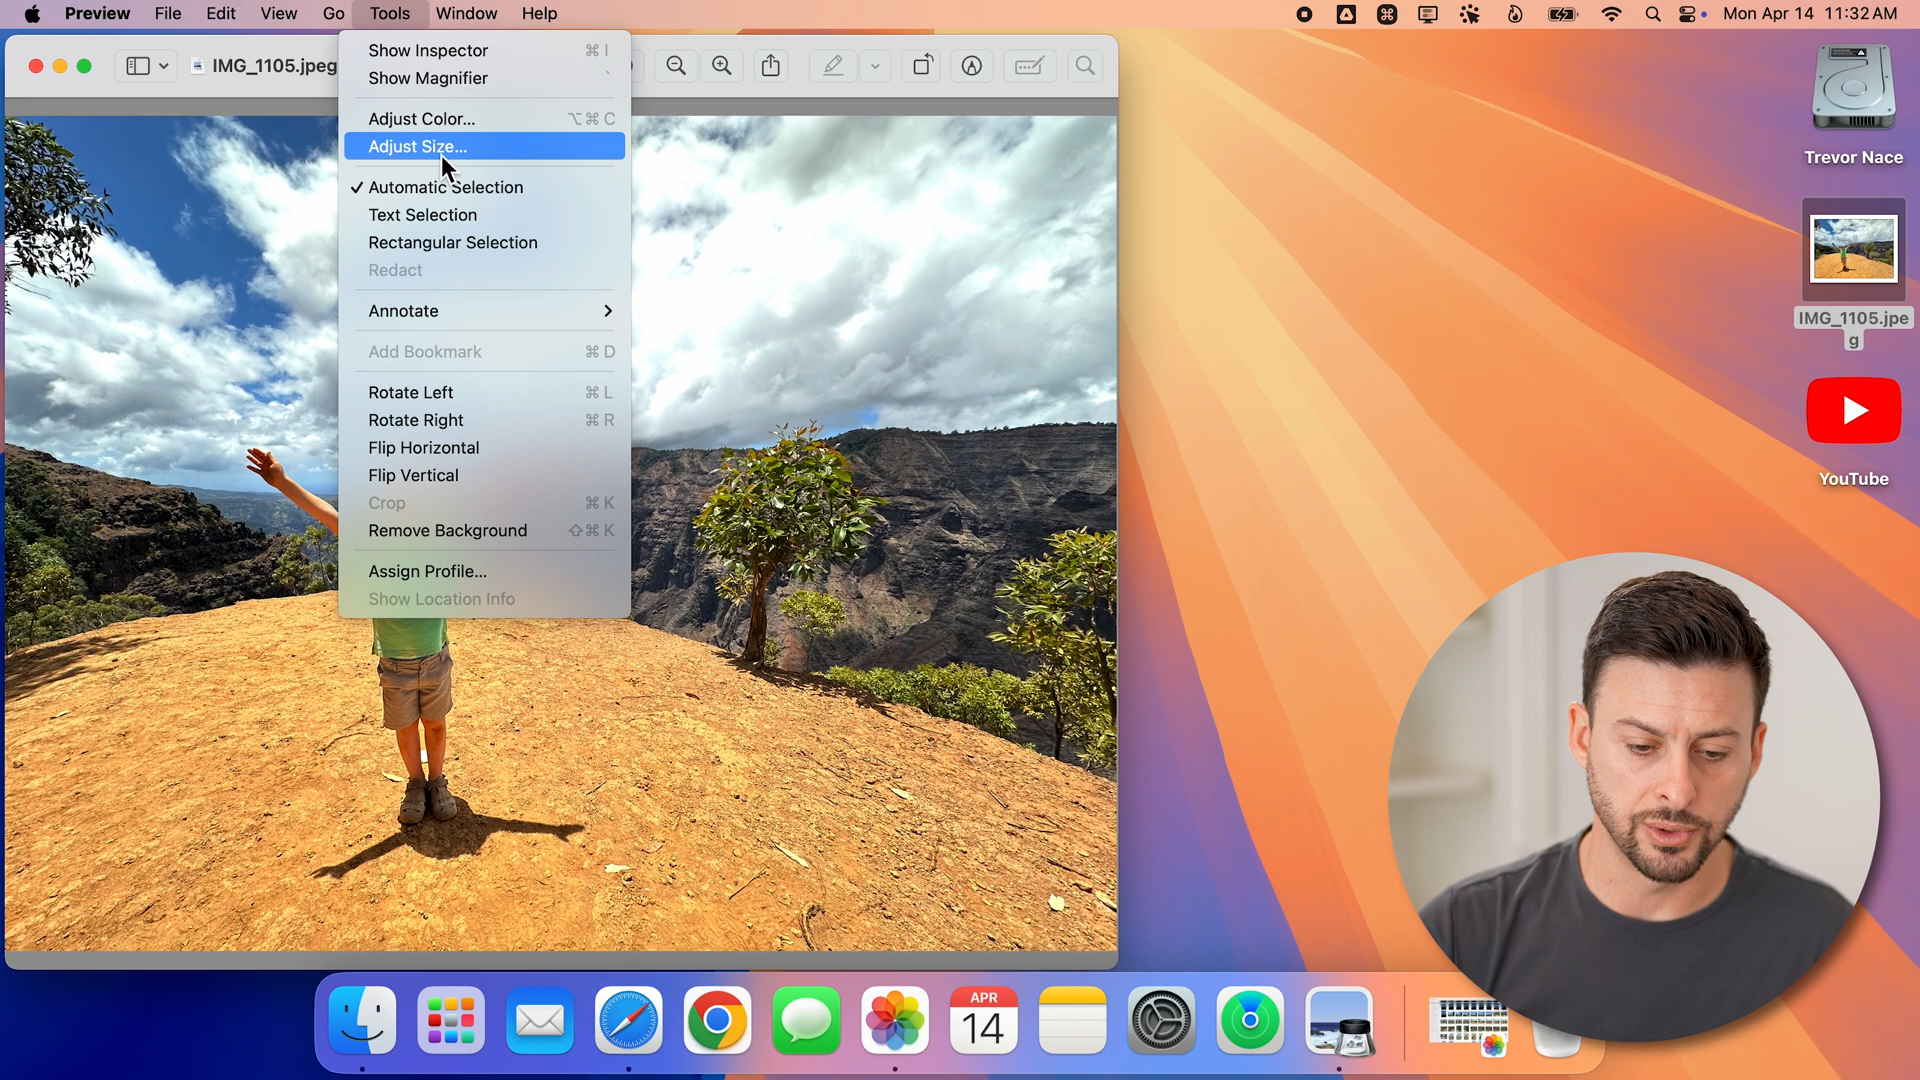 Preview File Edit View Go Tools Window Help
Mon Apr 14 11:32 AM
IMG_1105.jpeg
Show Inspector ⌘ I
Show Magnifier `
Adjust Color... ⌥ ⌘ C
Adjust Size...
✓ Automatic Selection
Text Selection
Rectangular Selection
Redact
Annotate
Add Bookmark ⌘ D
Rotate Left ⌘ L
Rotate Right ⌘ R
Flip Horizontal
Flip Vertical
Crop ⌘ K
Remove Background ⇧ ⌘ K
Assign Profile...
Show Location Info
Trevor Nace
IMG_1105.jpe
g
YouTube
APR
14